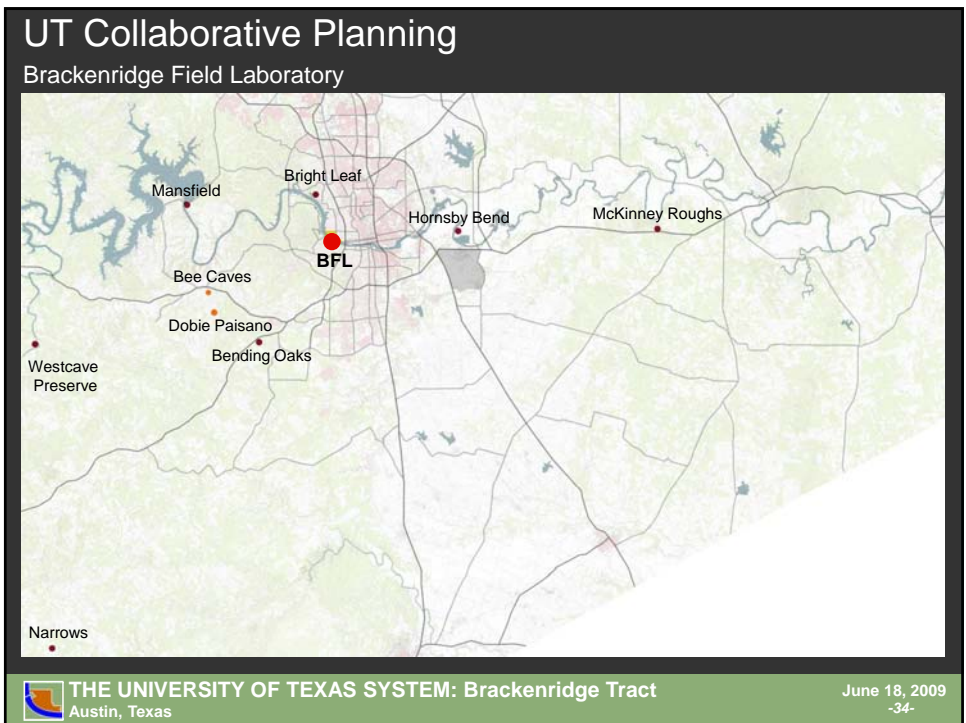 UT Collaborative Planning
Brackenridge Field Laboratory
Bright Leaf
Mansfield
Hornsby Bend
McKinney Roughs
BFL
Bee Caves
Dobie Paisano
Bending Oaks
Westcave
Preserve
Narrows
THE UNIVERSITY OF TEXAS SYSTEM: Brackenridge Tract
Austin, Texas
June 18, 2009
-34-